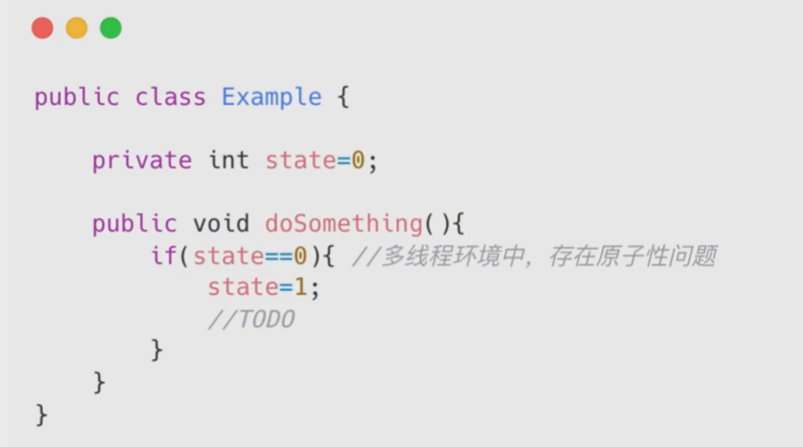 public class Example {
private int state=0;
public void doSomething(){
if(state==0){ //多线程环境中，存在原子性问题
state=1;
//TODO
}
}
}